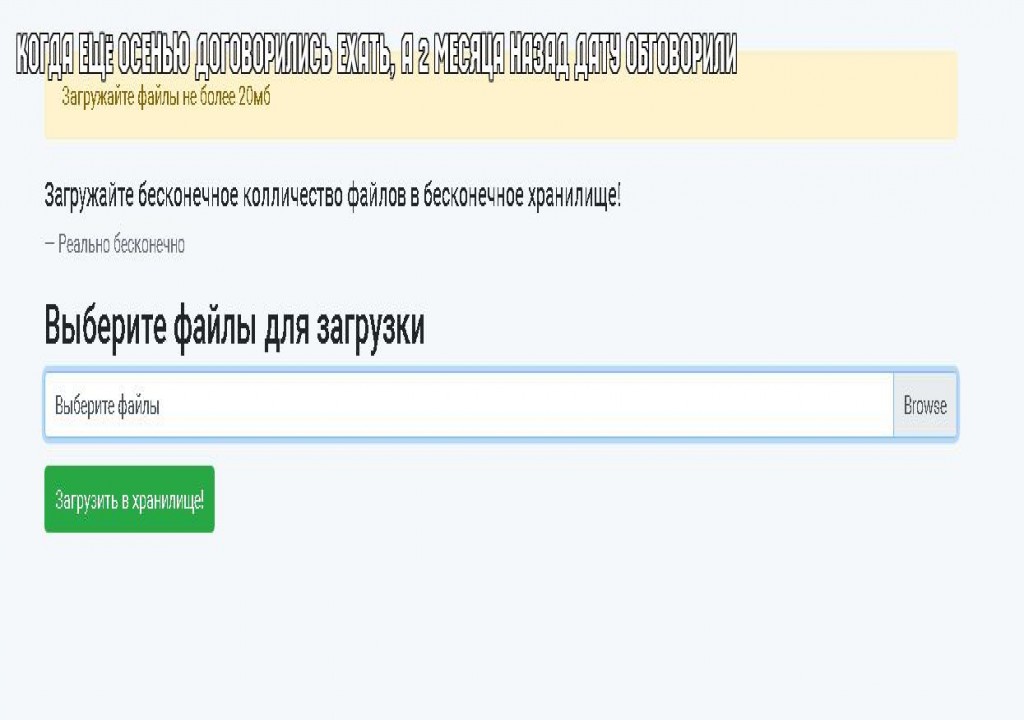 КОГДА ЕЩЁ ОСЕНЬЮ ДОГОВОРИЛИСЬ ЕХАТЬ, А 2 МЕСЯЦА НАЗАД ДАТУ ОБГОВОРИЛИ
Загружайте файлы не более 20мб
Загружайте бесконечное колличество файлов в бесконечное хранилище!
— Реально бесконечно
Выберите файлы для загрузки
Выберите файлы Browse
Загрузить в хранилище!